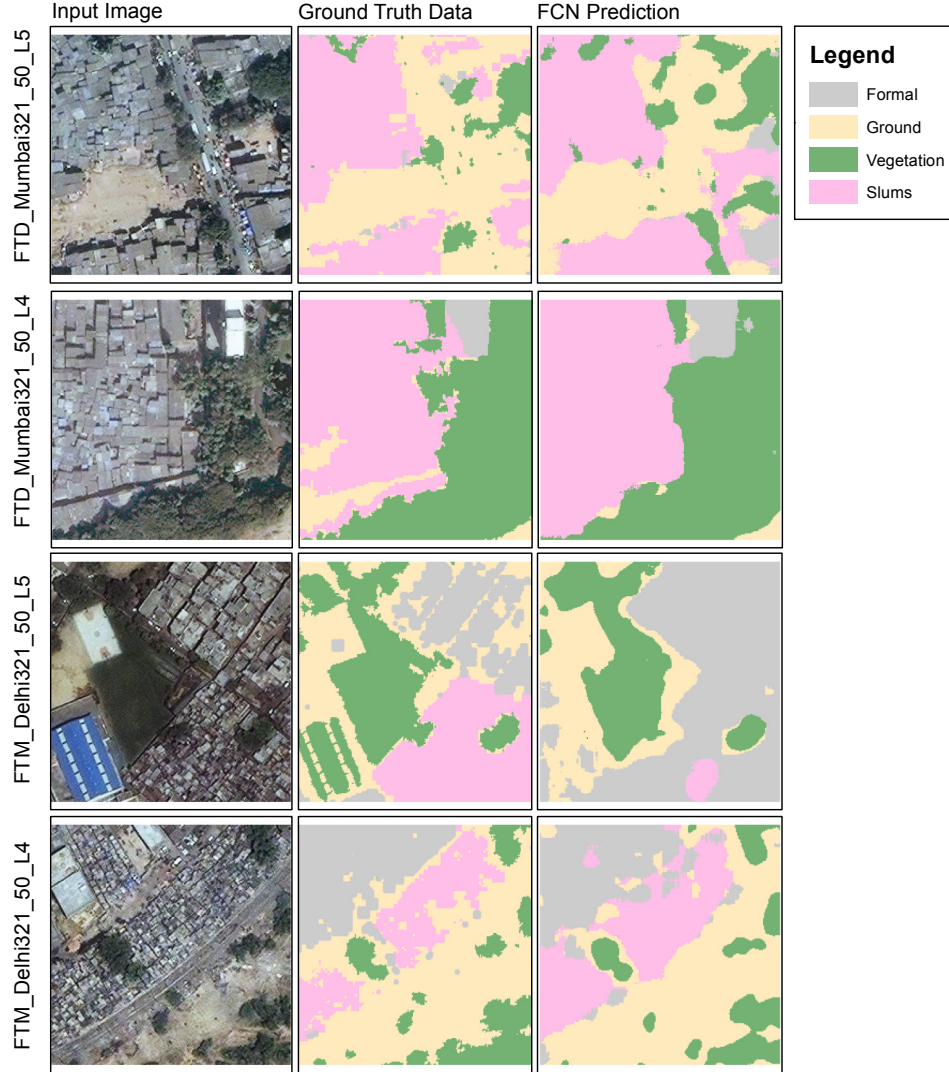 Input Image
Ground Truth Data
FCN Prediction
FTD_Mumbai321_50_L5
FTD_Mumbai321_50_L4
FTM_Delhi321_50_L5
FTM_Delhi321_50_L4
Legend
Formal
Ground
Vegetation
Slums